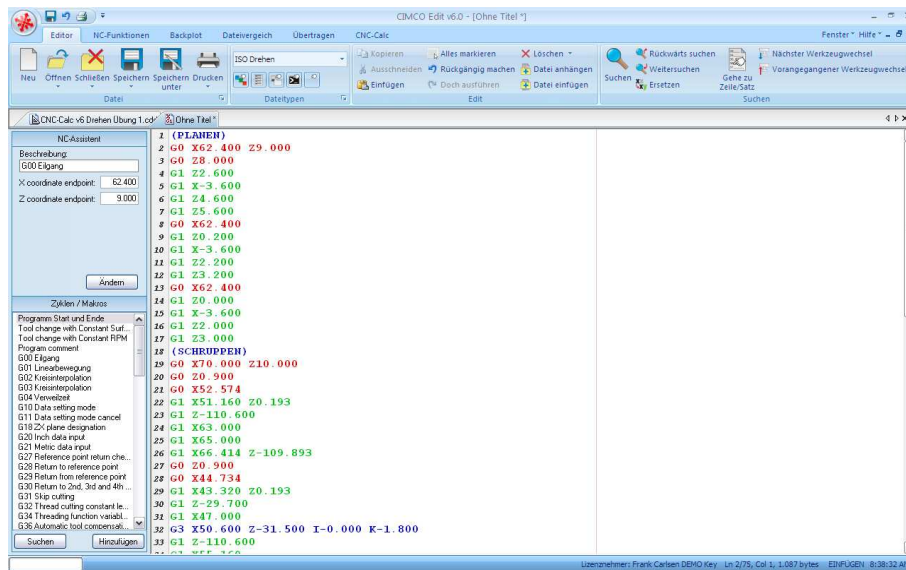 CIMCO Edit v6.0 - [Ohne Titel *]
Editor NC-Funktionen Backplot Dateivergeich Übertragen CNC-Calc Fenster Hilfe
Neu Öffnen Schließen Speichern Speichern unter Drucken
Datei
ISO Drehen
Dateitypen
Kopieren Alles markieren Löschen
Ausschneiden Rückgängig machen Datei anhängen
Einfügen Doch ausführen Datei einfügen
Edit
Suchen
Rückwärts suchen
Weitersuchen
Ersetzen
Gehe zu Zeile/Satz
Nächster Werkzeugwechsel
Vorangegangener Werkzeugwechsel
Suchen
NC-Calc v6 Drehen Übung 1.cd Ohne Titel *
NC-Assistent
Beschreibung:
G00 Eilgang
X coordinate endpoint: 62.400
Z coordinate endpoint: 9.000
Ändern
Zyklen / Makros
Programm Start und Ende
Tool change with Constant Surf...
Tool change with Constant RPM
Program comment
G00 Eilgang
G01 Linearbewegung
G02 Kreisinterpolation
G03 Kreisinterpolation
G04 Verweilzeit
G10 Data setting mode
G11 Data setting mode cancel
G18 ZX plane designation
G20 Inch data input
G21 Metric data input
G27 Reference point return che...
G28 Return to reference point
G29 Return from reference point
G30 Return to 2nd, 3rd and 4th ...
G31 Skip cutting
G32 Thread cutting constant le...
G34 Threading function variabl...
G36 Automatic tool compensati...
Suchen Hinzufügen
1 (PLANEN)
2 G0 X62.400 Z9.000
3 G0 Z8.000
4 G1 Z2.600
5 G1 X-3.600
6 G1 Z4.600
7 G1 Z5.600
8 G0 X62.400
9 G1 Z0.200
10 G1 X-3.600
11 G1 Z2.200
12 G1 Z3.200
13 G0 X62.400
14 G1 Z0.000
15 G1 X-3.600
16 G1 Z2.000
17 G1 Z3.000
18 (SCHRUPPEN)
19 G0 X70.000 Z10.000
20 G0 Z0.900
21 G0 X52.574
22 G1 X51.160 Z0.193
23 G1 Z-110.600
24 G1 X63.000
25 G1 X65.000
26 G1 X66.414 Z-109.893
27 G0 Z0.900
28 G0 X44.734
29 G1 X43.320 Z0.193
30 G1 Z-29.700
31 G1 X47.000
32 G3 X50.600 Z-31.500 I-0.000 K-1.800
33 G1 Z-110.600
Lizenznehmer: Frank Carlsen DEMO Key Ln 2/75, Col 1, 1.087 bytes EINFÜGEN 8:38:32 AM